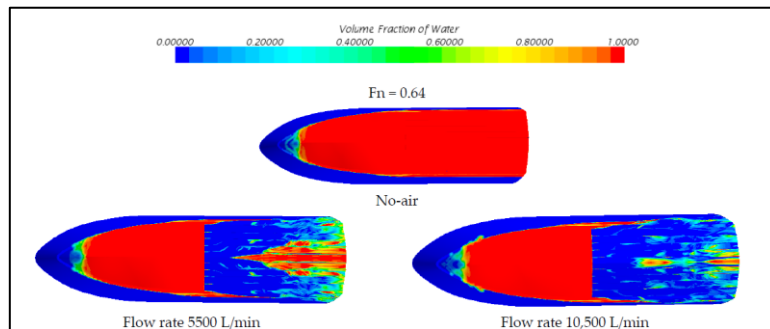 Volume Fraction of Water
0.00000 0.20000 0.40000 0.60000 0.80000 1.0000
Fn = 0.64
No-air
Flow rate 5500 L/min Flow rate 10,500 L/min